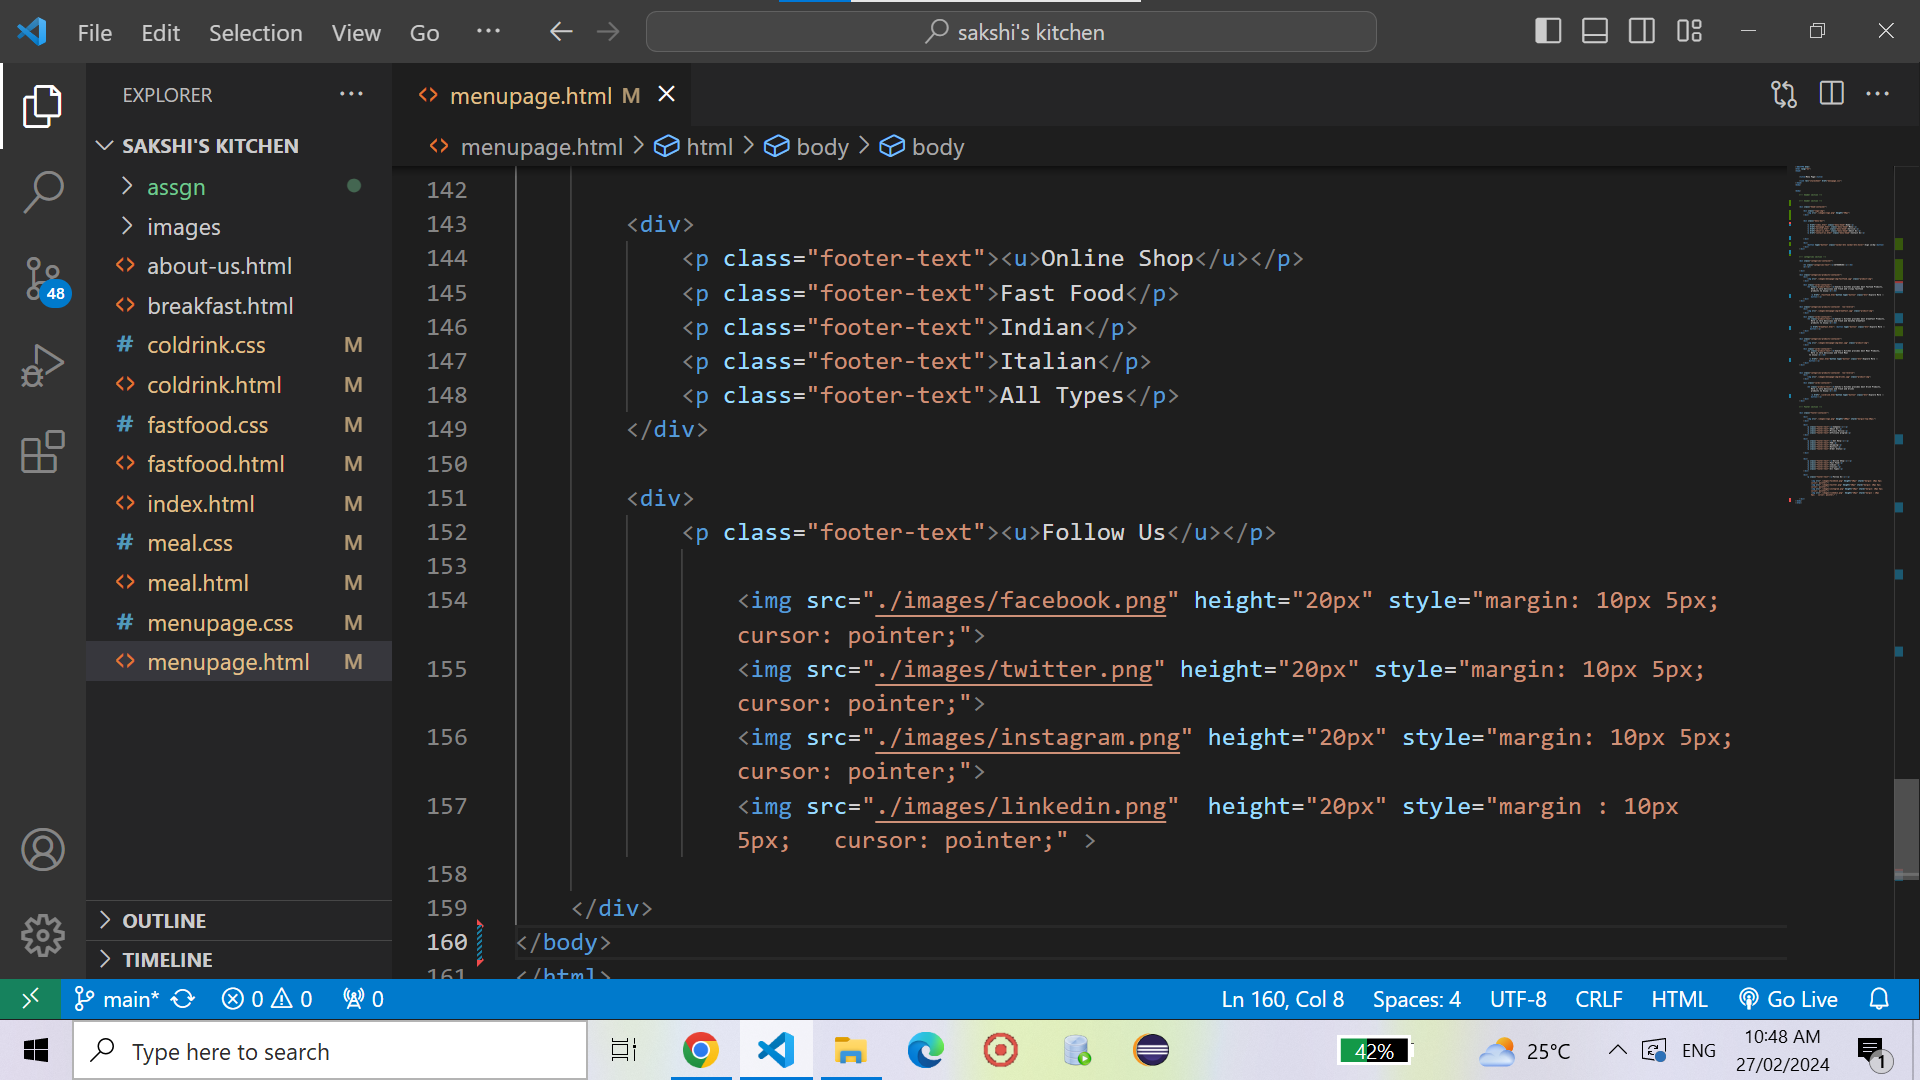 File Edit Selection View Go ··· sakshi's kitchen
EXPLORER ···
SAKSHI'S KITCHEN
assgn
images
about-us.html
breakfast.html
# coldrink.css M
coldrink.html M
# fastfood.css M
fastfood.html M
index.html M
# meal.css M
meal.html M
# menupage.css M
menupage.html M
OUTLINE
TIMELINE
48
menupage.html M
menupage.html > html > body > body
142
143 <div>
144 <p class="footer-text"><u>Online Shop</u></p>
145 <p class="footer-text">Fast Food</p>
146 <p class="footer-text">Indian</p>
147 <p class="footer-text">Italian</p>
148 <p class="footer-text">All Types</p>
149 </div>
150
151 <div>
152 <p class="footer-text"><u>Follow Us</u></p>
153
154 <img src="./images/facebook.png" height="20px" style="margin: 10px 5px;
cursor: pointer;">
155 <img src="./images/twitter.png" height="20px" style="margin: 10px 5px;
cursor: pointer;">
156 <img src="./images/instagram.png" height="20px" style="margin: 10px 5px;
cursor: pointer;">
157 <img src="./images/linkedin.png"  height="20px" style="margin : 10px
5px;   cursor: pointer;" >
158
159 </div>
160 </body>
161 </html>
main* 0 0 0 Ln 160, Col 8 Spaces: 4 UTF-8 CRLF HTML Go Live
Type here to search 42% 25°C ENG 10:48 AM
27/02/2024 1